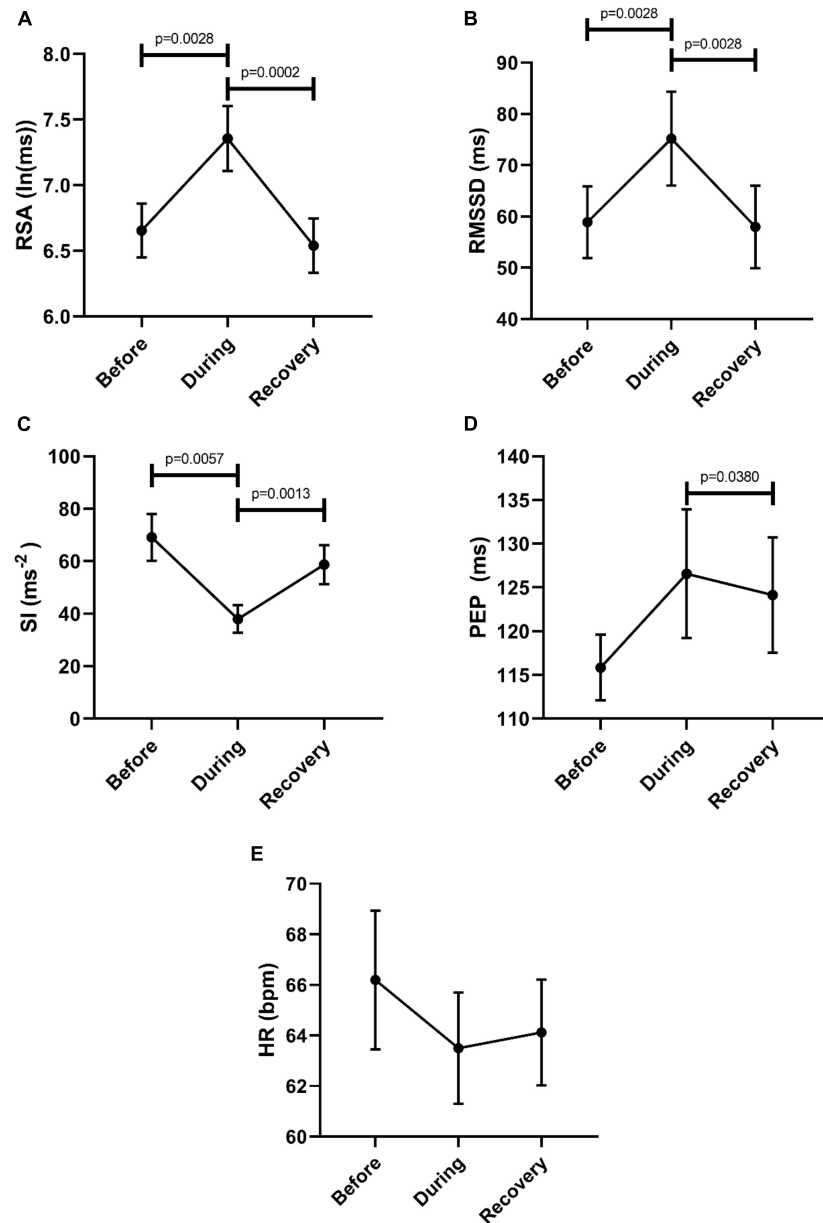 A
p=0.0028
p=0.0002
8.0
7.5
7.0
6.5
6.0
RSA (ln(ms))
Before
During
Recovery
B
p=0.0028
p=0.0028
90
80
70
60
50
40
RMSSD (ms)
Before
During
Recovery
C
p=0.0057
p=0.0013
100
80
60
40
20
0
SI (ms⁻²)
Before
During
Recovery
D
p=0.0380
140
135
130
125
120
115
110
PEP (ms)
Before
During
Recovery
E
70
68
66
64
62
60
HR (bpm)
Before
During
Recovery